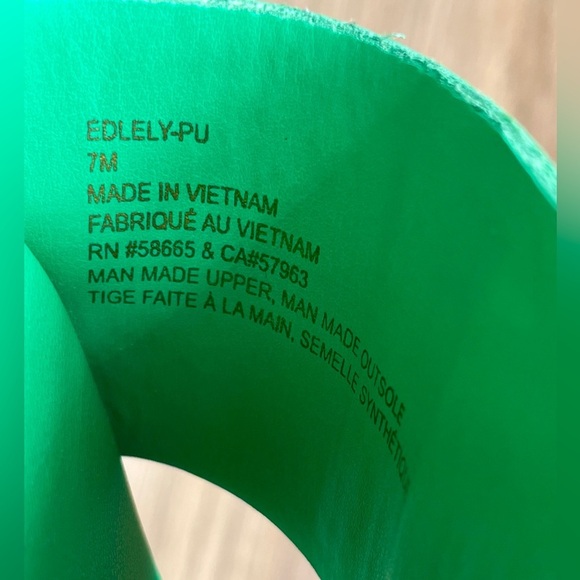 EDLELY-PU
7M
MADE IN VIETNAM
FABRIQUÉ AU VIETNAM
RN #58665 & CA#57963
MAN MADE UPPER, MAN MADE OUTSOLE
TIGE FAITE À LA MAIN, SEMELLE SYNTHÉTIQUE